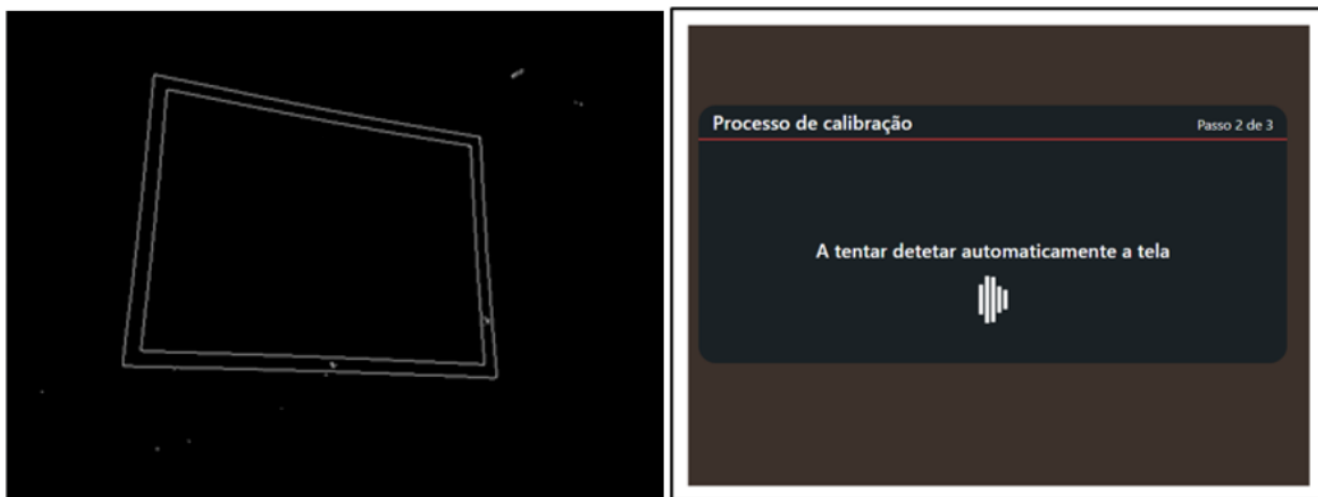 Processo de calibração
Passo 2 de 3
A tentar detetar automaticamente a tela